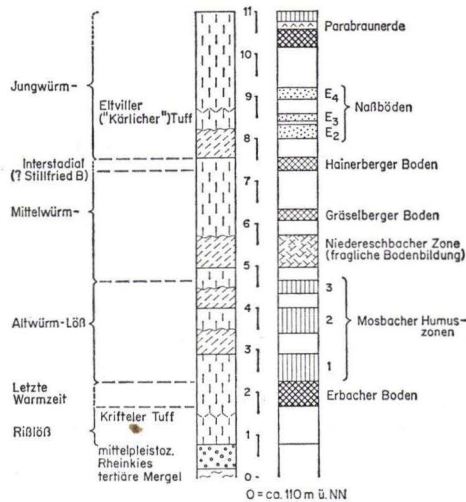 Jungwürm-
Eltviller
("Kärlicher")Tuff
Interstadial
(? Stillfried B)
Mittelwürm-
Altwürm-Löß
Letzte
Warmzeit
Krifteler Tuff
Rißlöß
mittelpleistoz.
Rheinkies
tertiäre Mergel
11
10
9
8
7
6
5
4
3
2
1
0
Parabraunerde
E4
E3
E2
Naßböden
Hainerberger Boden
Gräselberger Boden
Niedereschbacher Zone
(fragliche Bodenbildung)
3
2
1
Mosbacher Humus-
zonen
Erbacher Boden
0 = ca. 110 m ü. NN